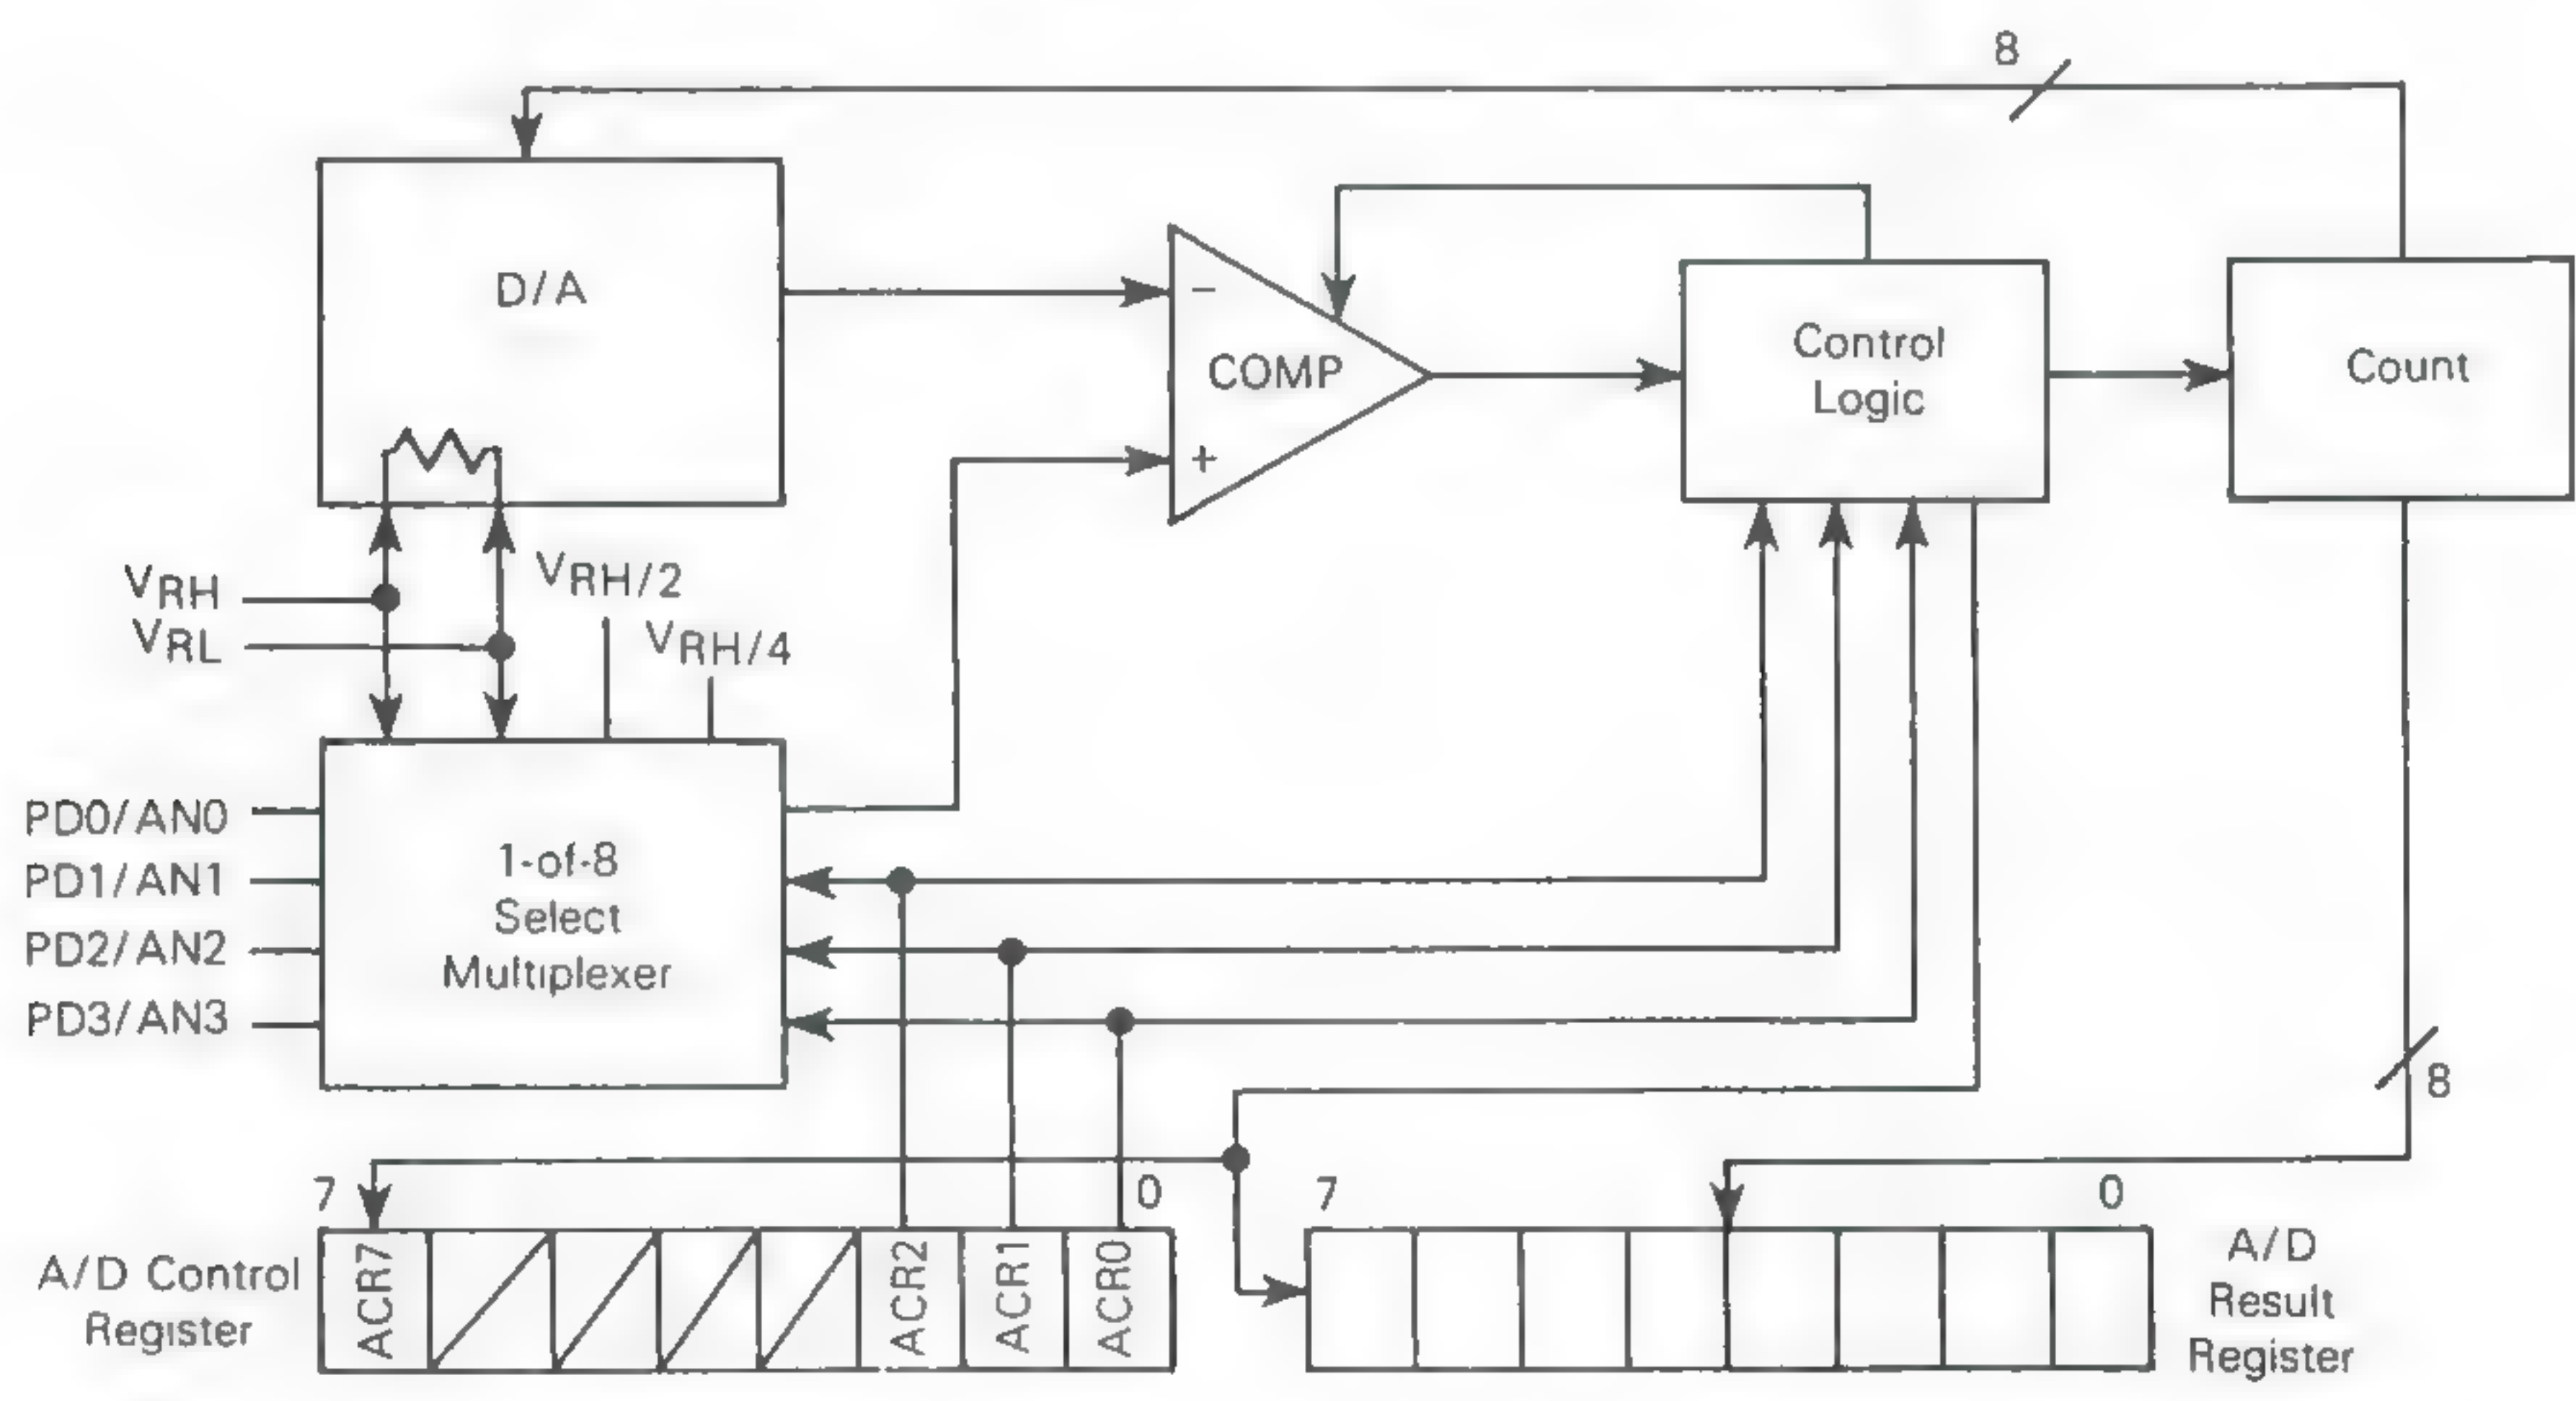 8
D/A
-
COMP
+
Control
Logic
Count
VRH
VRL
VRH/2
VRH/4
PD0/AN0
PD1/AN1
PD2/AN2
PD3/AN3
1-of-8
Select
Multiplexer
8
7
0
7
0
A/D Control
Register
ACR7
ACR2
ACR1
ACR0
A/D
Result
Register